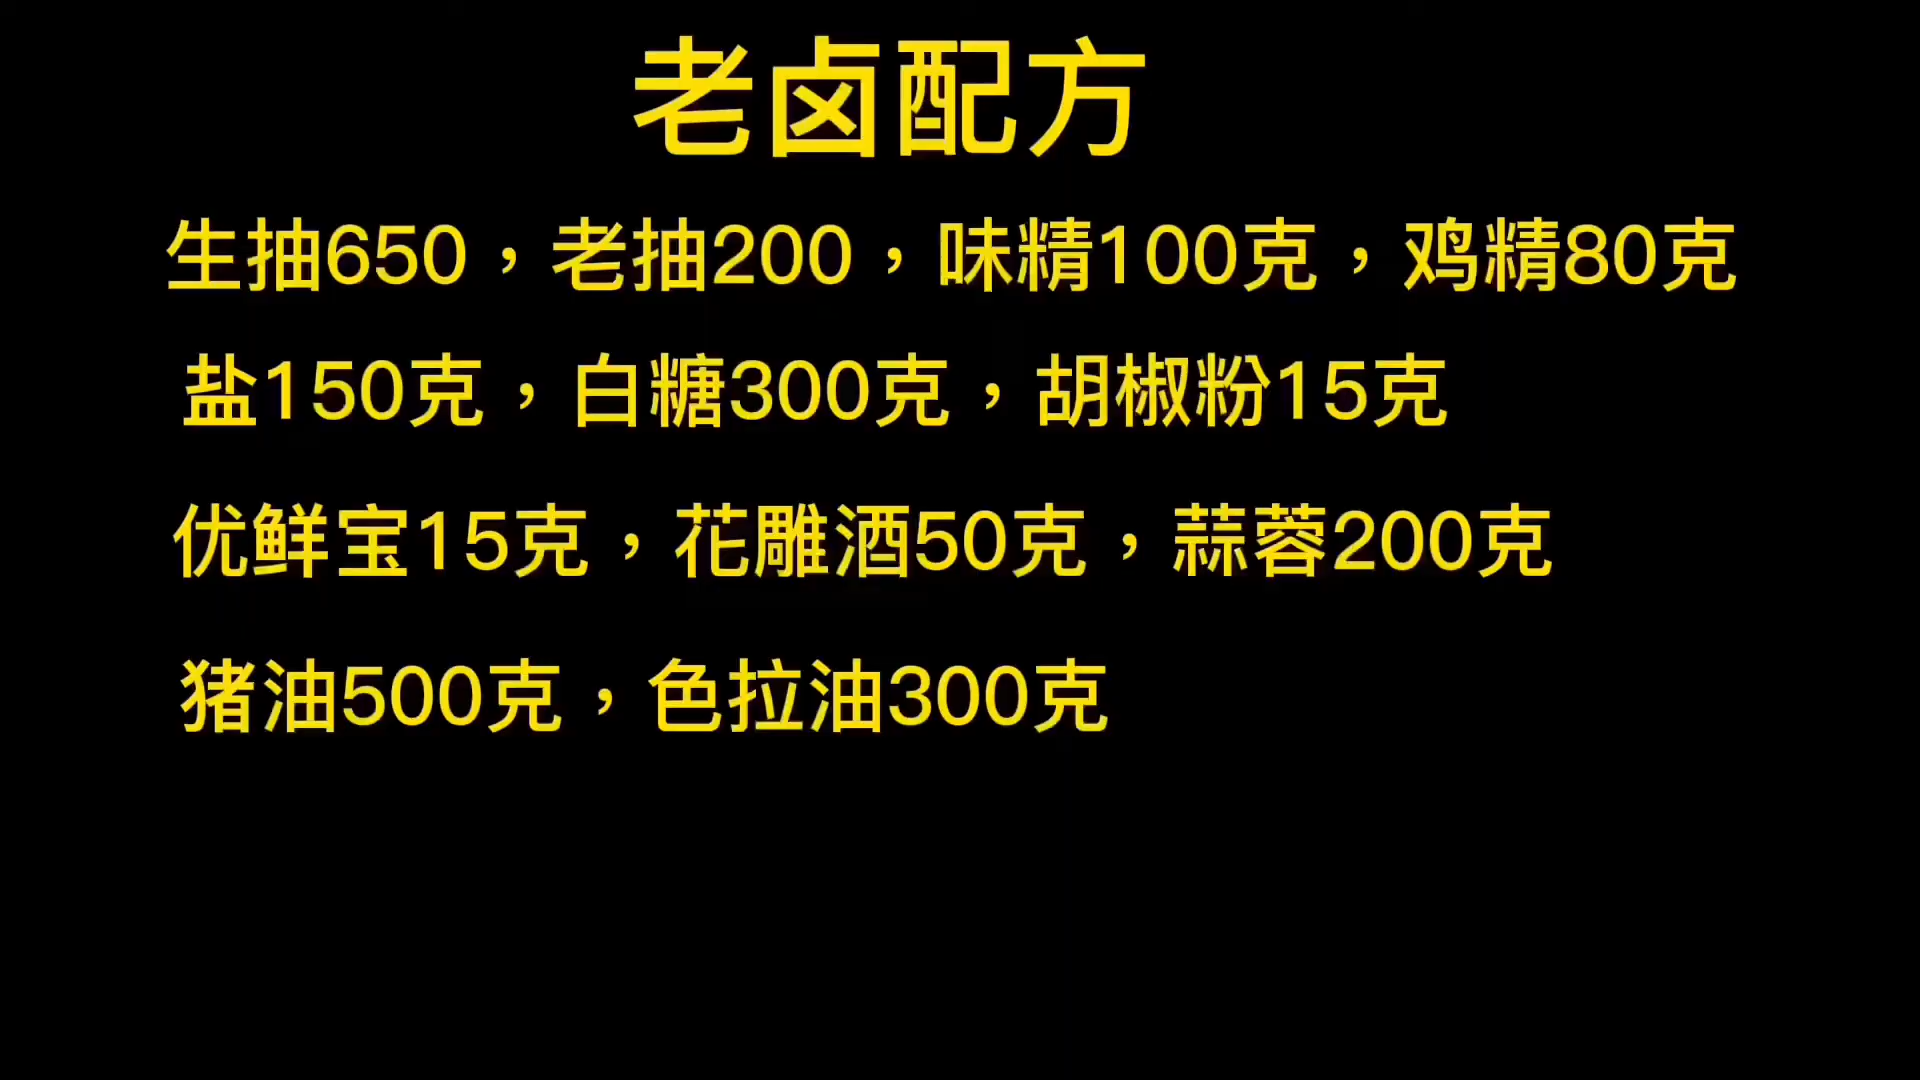 老卤配方
生抽650，老抽200，味精100克，鸡精80克
盐150克，白糖300克，胡椒粉15克
优鲜宝15克，花雕酒50克，蒜蓉200克
猪油500克，色拉油300克